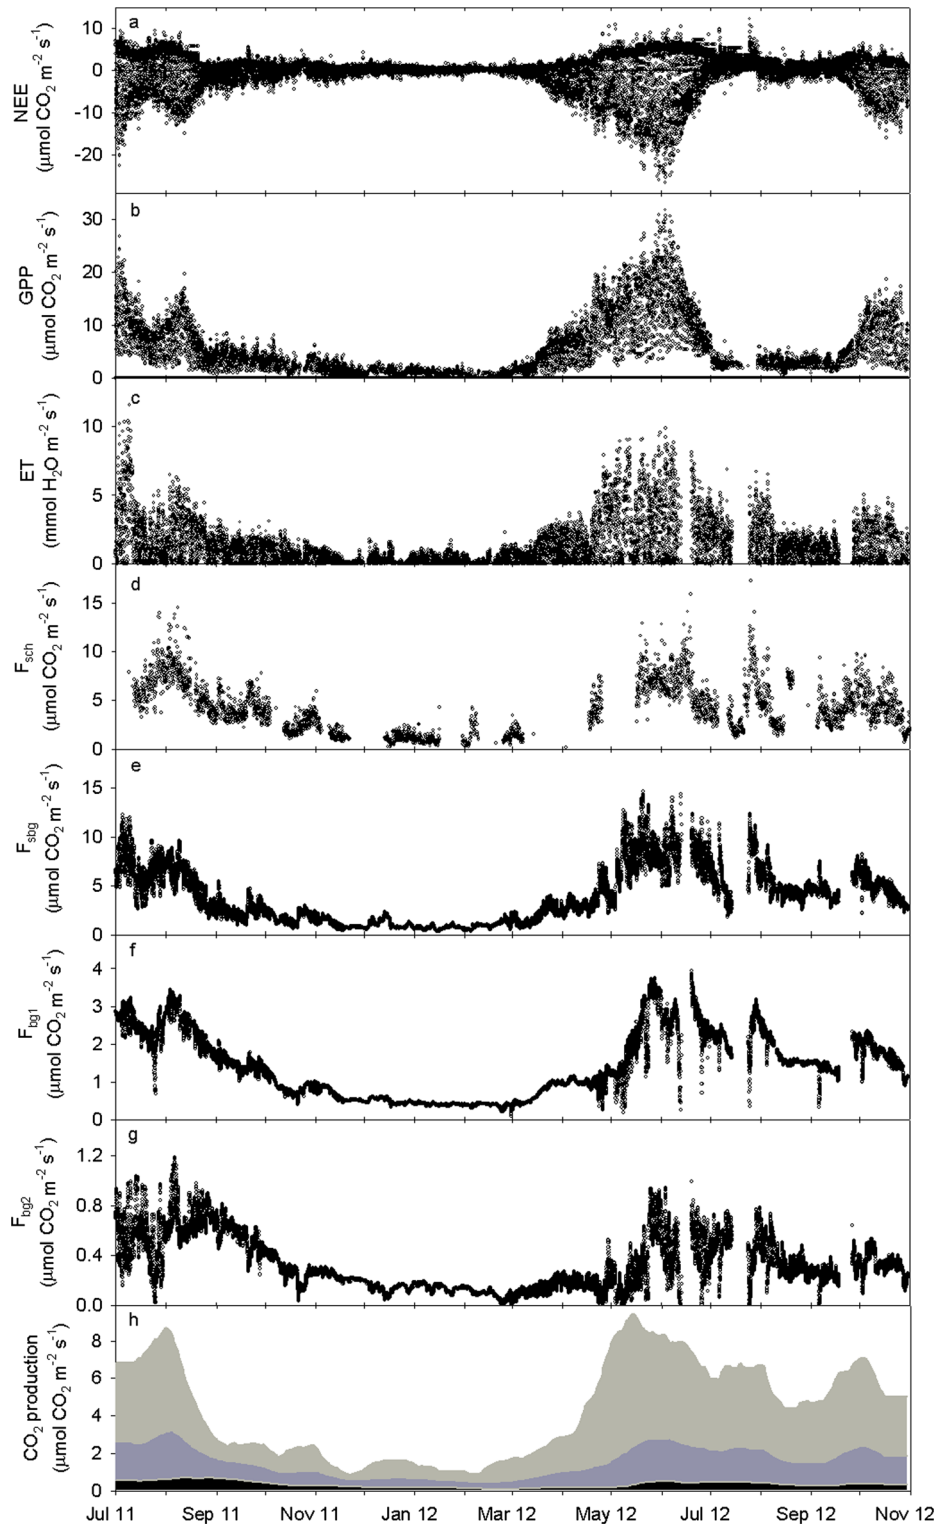 a
10
0
-10
-20
NEE
(μmol CO₂ m⁻² s⁻¹)
b
30
20
10
0
GPP
(μmol CO₂ m⁻² s⁻¹)
c
10
5
0
ET
(mmol H₂O m⁻² s⁻¹)
d
15
10
5
0
F_sch
(μmol CO₂ m⁻² s⁻¹)
e
15
10
5
0
F_sbg
(μmol CO₂ m⁻² s⁻¹)
f
4
3
2
1
0
F_bg1
(μmol CO₂ m⁻² s⁻¹)
g
1.2
0.8
0.4
0.0
F_bg2
(μmol CO₂ m⁻² s⁻¹)
h
8
6
4
2
0
CO₂ production
(μmol CO₂ m⁻² s⁻¹)
Jul 11 Sep 11 Nov 11 Jan 12 Mar 12 May 12 Jul 12 Sep 12 Nov 12